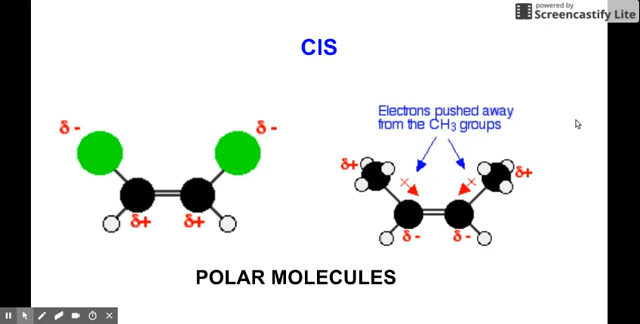 powered by
Screencastify Lite
CIS
δ -
δ -
Electrons pushed away
from the CH₃ groups
δ+
δ+
δ+
δ+
δ -
δ -
POLAR MOLECULES